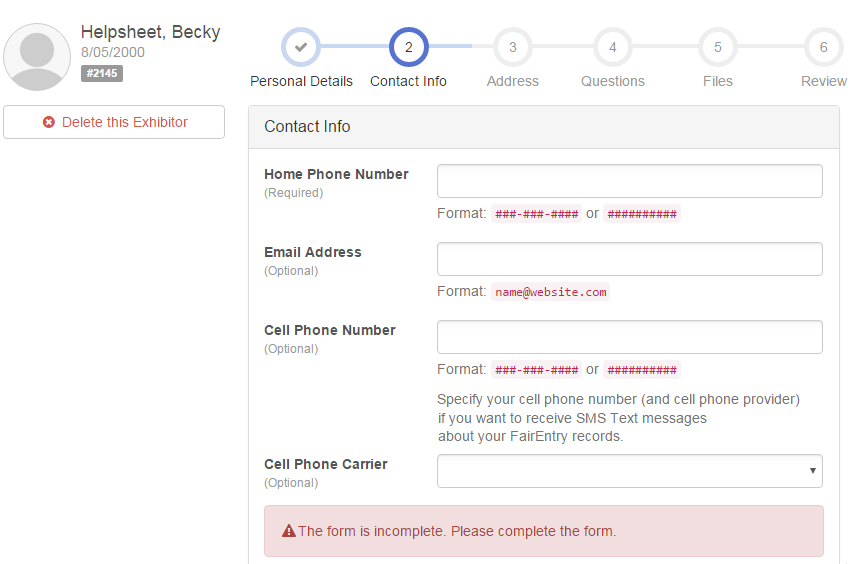 Helpsheet, Becky
8/05/2000
#2145
Delete this Exhibitor
2
3
4
5
6
Personal Details
Contact Info
Address
Questions
Files
Review
Contact Info
Home Phone Number
(Required)
Format: ###-###-#### or ##########
Email Address
(Optional)
Format: name@website.com
Cell Phone Number
(Optional)
Format: ###-###-#### or ##########
Specify your cell phone number (and cell phone provider)
if you want to receive SMS Text messages
about your FairEntry records.
Cell Phone Carrier
(Optional)
The form is incomplete. Please complete the form.